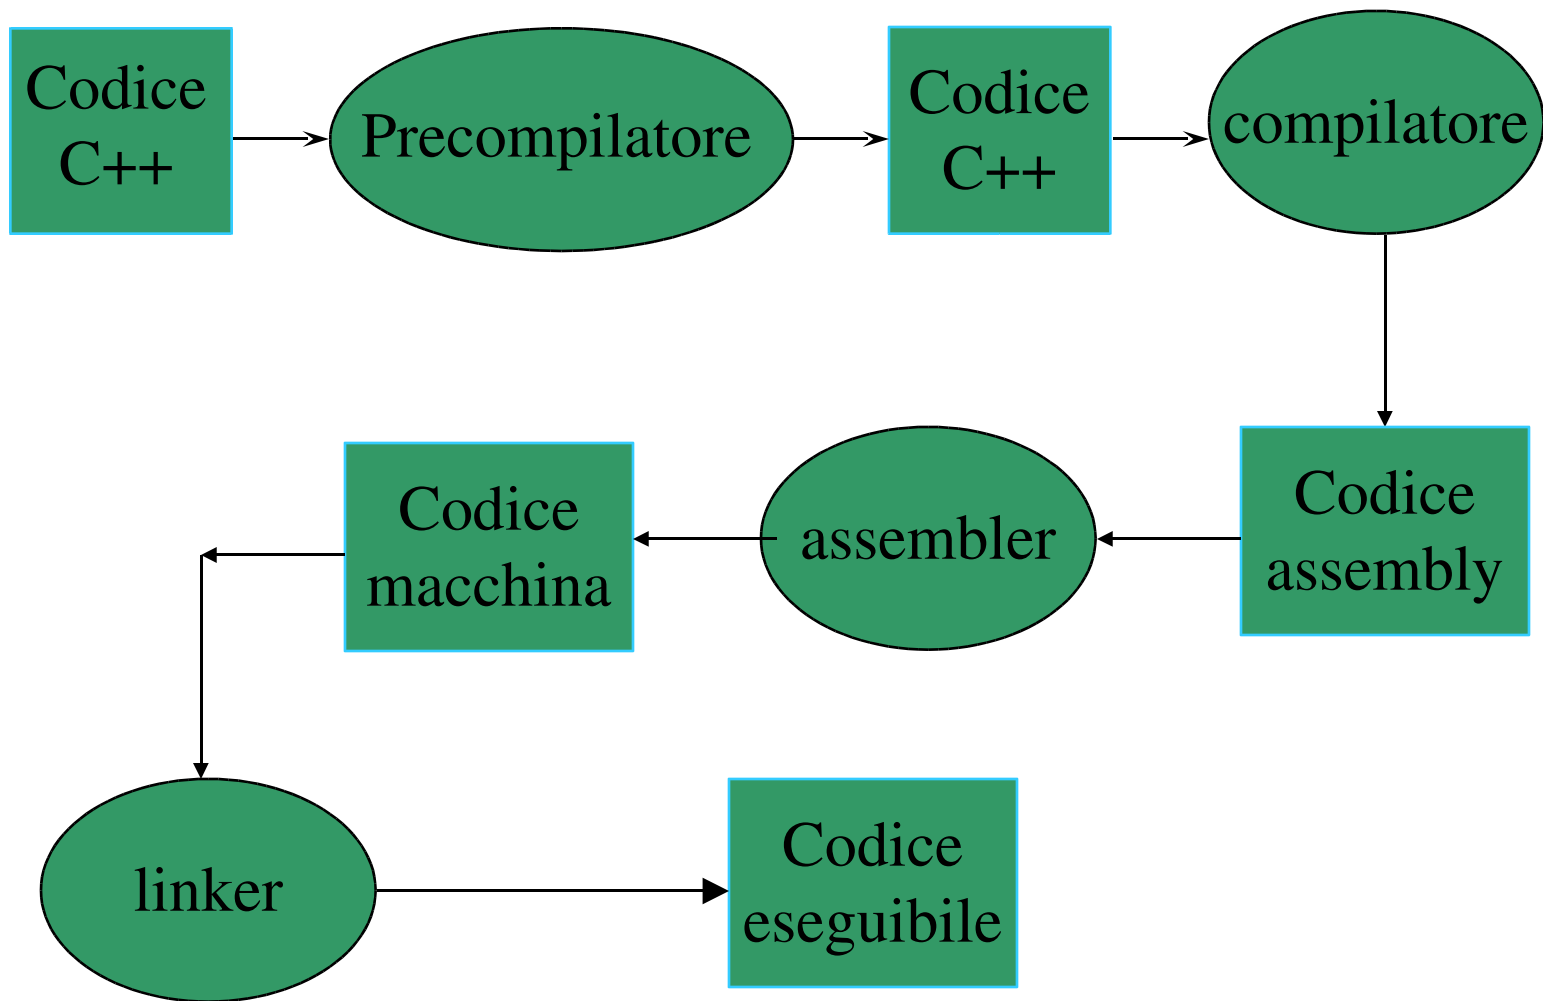 Codice
C++
Precompilatore
Codice
C++
compilatore
Codice
macchina
assembler
Codice
assembly
linker
Codice
eseguibile